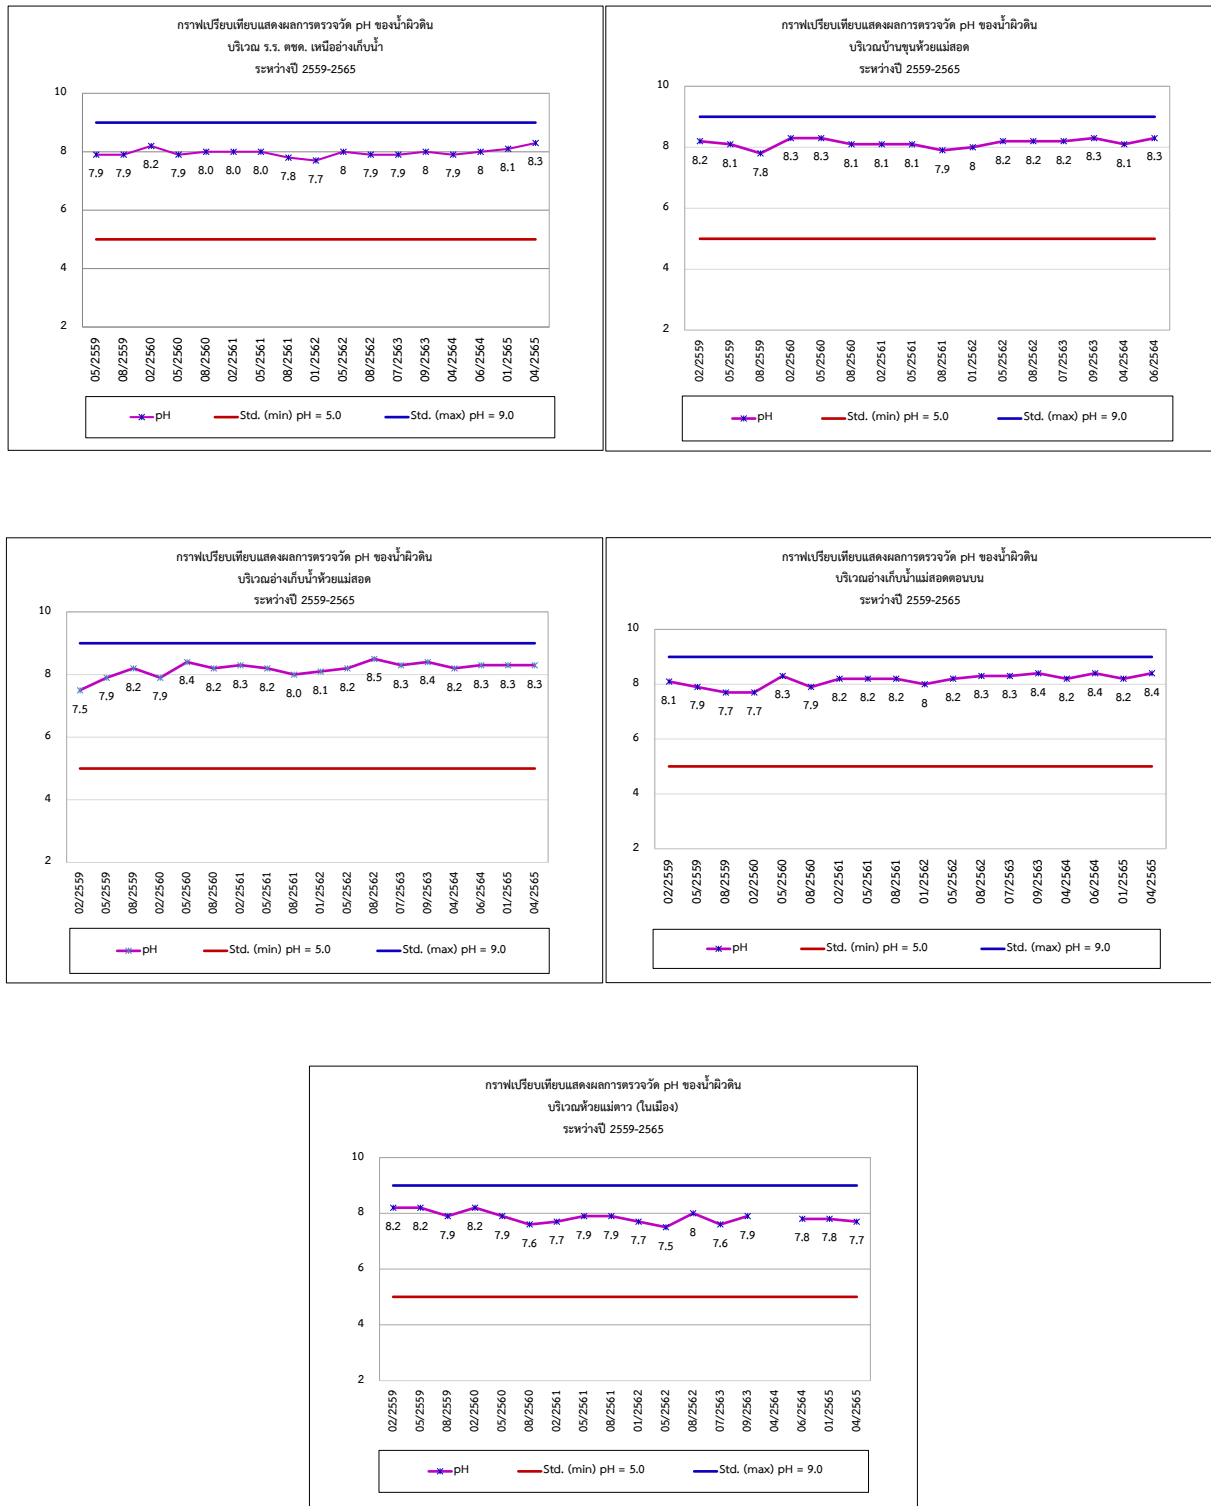 กราฟเปรียบเทียบแสดงผลการตรวจวัด pH ของน้ำผิวดิน
บริเวณ ร.ร. ตชด. เหนืออ่างเก็บน้ำ
ระหว่างปี 2559-2565
10
8
6
4
2
7.9 7.9 8.2 7.9 8.0 8.0 8.0 7.8 7.7 8 7.9 7.9 8 7.9 8 8.1 8.3
05/2559 08/2559 02/2560 05/2560 08/2560 02/2561 05/2561 08/2561 01/2562 05/2562 08/2562 07/2563 09/2563 04/2564 06/2564 01/2565 04/2565
pH Std. (min) pH = 5.0 Std. (max) pH = 9.0
กราฟเปรียบเทียบแสดงผลการตรวจวัด pH ของน้ำผิวดิน
บริเวณบ้านขุนห้วยแม่สอด
ระหว่างปี 2559-2565
10
8
6
4
2
8.2 8.1 7.8 8.3 8.3 8.1 8.1 8.1 7.9 8 8.2 8.2 8.2 8.3 8.1 8.3
02/2559 05/2559 08/2559 02/2560 05/2560 08/2560 02/2561 05/2561 08/2561 01/2562 05/2562 08/2562 07/2563 09/2563 04/2564 06/2564
pH Std. (min) pH = 5.0 Std. (max) pH = 9.0
กราฟเปรียบเทียบแสดงผลการตรวจวัด pH ของน้ำผิวดิน
บริเวณอ่างเก็บน้ำห้วยแม่สอด
ระหว่างปี 2559-2565
10
8
6
4
2
7.5 7.9 8.2 7.9 8.4 8.2 8.3 8.2 8.0 8.1 8.2 8.5 8.3 8.4 8.2 8.3 8.3 8.3
02/2559 05/2559 08/2559 02/2560 05/2560 08/2560 02/2561 05/2561 08/2561 01/2562 05/2562 08/2562 07/2563 09/2563 04/2564 06/2564 01/2565 04/2565
pH Std. (min) pH = 5.0 Std. (max) pH = 9.0
กราฟเปรียบเทียบแสดงผลการตรวจวัด pH ของน้ำผิวดิน
บริเวณอ่างเก็บน้ำแม่สอดตอนบน
ระหว่างปี 2559-2565
10
8
6
4
2
8.1 7.9 7.7 7.7 8.3 7.9 8.2 8.2 8.2 8 8.2 8.3 8.3 8.4 8.2 8.4 8.2 8.4
02/2559 05/2559 08/2559 02/2560 05/2560 08/2560 02/2561 05/2561 08/2561 01/2562 05/2562 08/2562 07/2563 09/2563 04/2564 06/2564 01/2565 04/2565
pH Std. (min) pH = 5.0 Std. (max) pH = 9.0
กราฟเปรียบเทียบแสดงผลการตรวจวัด pH ของน้ำผิวดิน
บริเวณห้วยแม่ตาว (ในเมือง)
ระหว่างปี 2559-2565
10
8
6
4
2
8.2 8.2 7.9 8.2 7.9 7.6 7.7 7.9 7.9 7.7 7.5 8 7.6 7.9 7.8 7.8 7.7
02/2559 05/2559 08/2559 02/2560 05/2560 08/2560 02/2561 05/2561 08/2561 01/2562 05/2562 08/2562 07/2563 09/2563 04/2564 06/2564 01/2565 04/2565
pH Std. (min) pH = 5.0 Std. (max) pH = 9.0